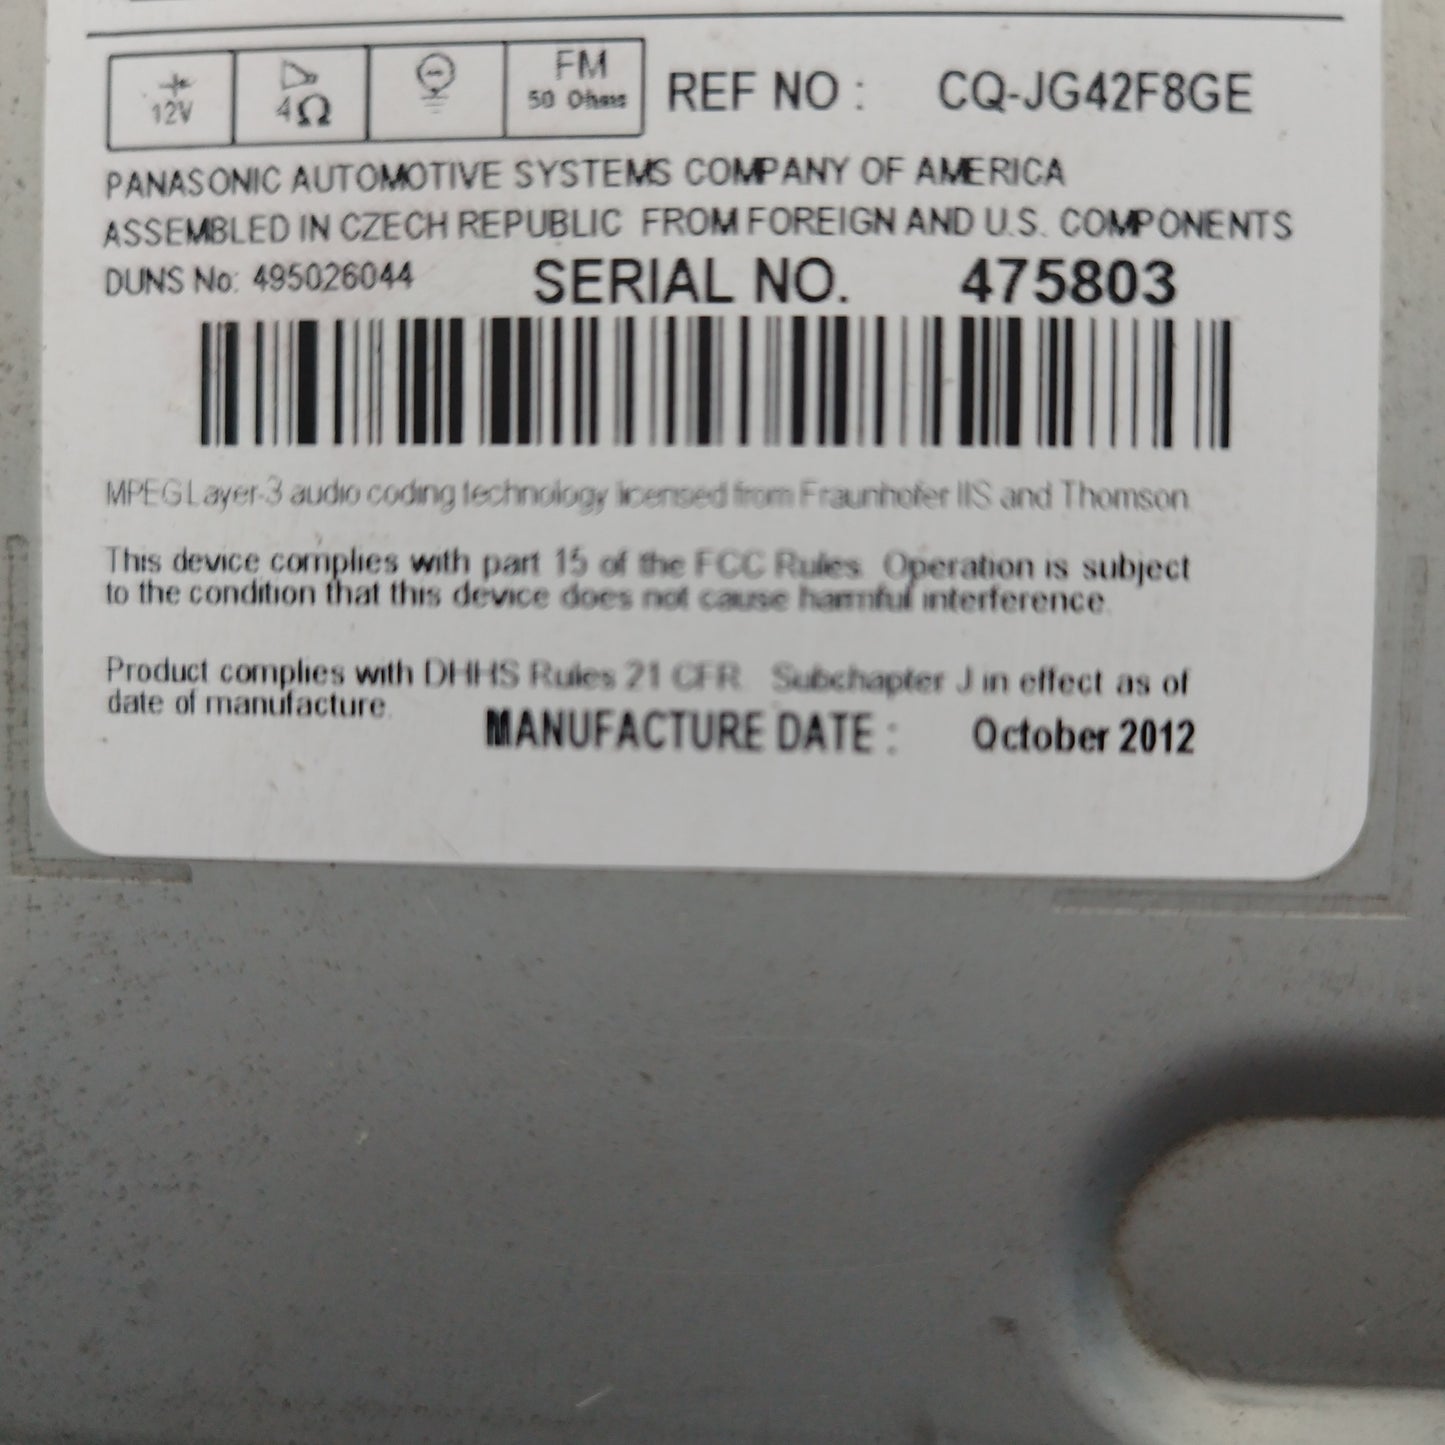 12V 4Ω FM 50 Ohms REF NO : CQ-JG42F8GE
PANASONIC AUTOMOTIVE SYSTEMS COMPANY OF AMERICA
ASSEMBLED IN CZECH REPUBLIC FROM FOREIGN AND U.S. COMPONENTS
DUNS No: 495026044 SERIAL NO. 475803
MPEG Layer-3 audio coding technology licensed from Fraunhofer IIS and Thomson
This device complies with part 15 of the FCC Rules. Operation is subject
to the condition that this device does not cause harmful interference.
Product complies with DHHS Rules 21 CFR. Subchapter J in effect as of
date of manufacture.
MANUFACTURE DATE : October 2012